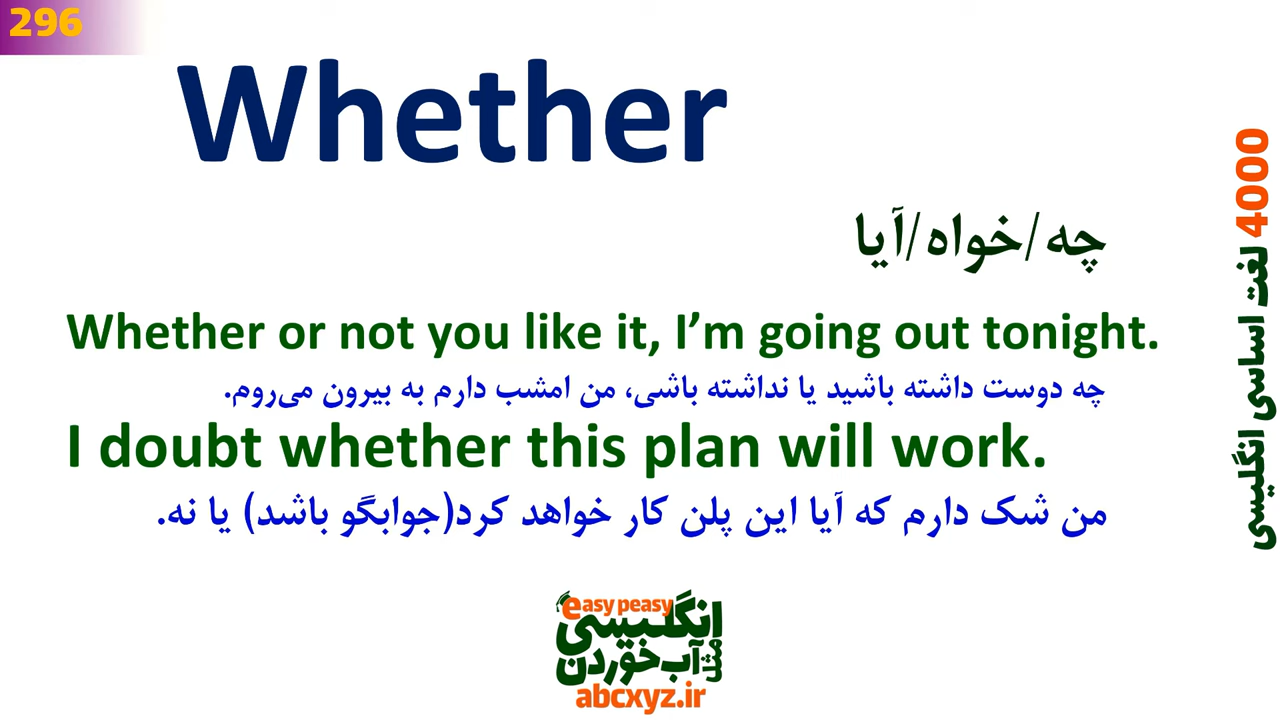 296
Whether
چه/خواه/آیا
Whether or not you like it, I’m going out tonight.
چه دوست داشته باشید یا نداشته باشی، من امشب دارم به بیرون می‌روم.
I doubt whether this plan will work.
من شک دارم که آیا این پلن کار خواهد کرد(جوابگو باشد) یا نه.
4000 لغت اساسی انگلیسی
easy peasy
انگلیسی
مثل آب خوردن
abcxyz.ir